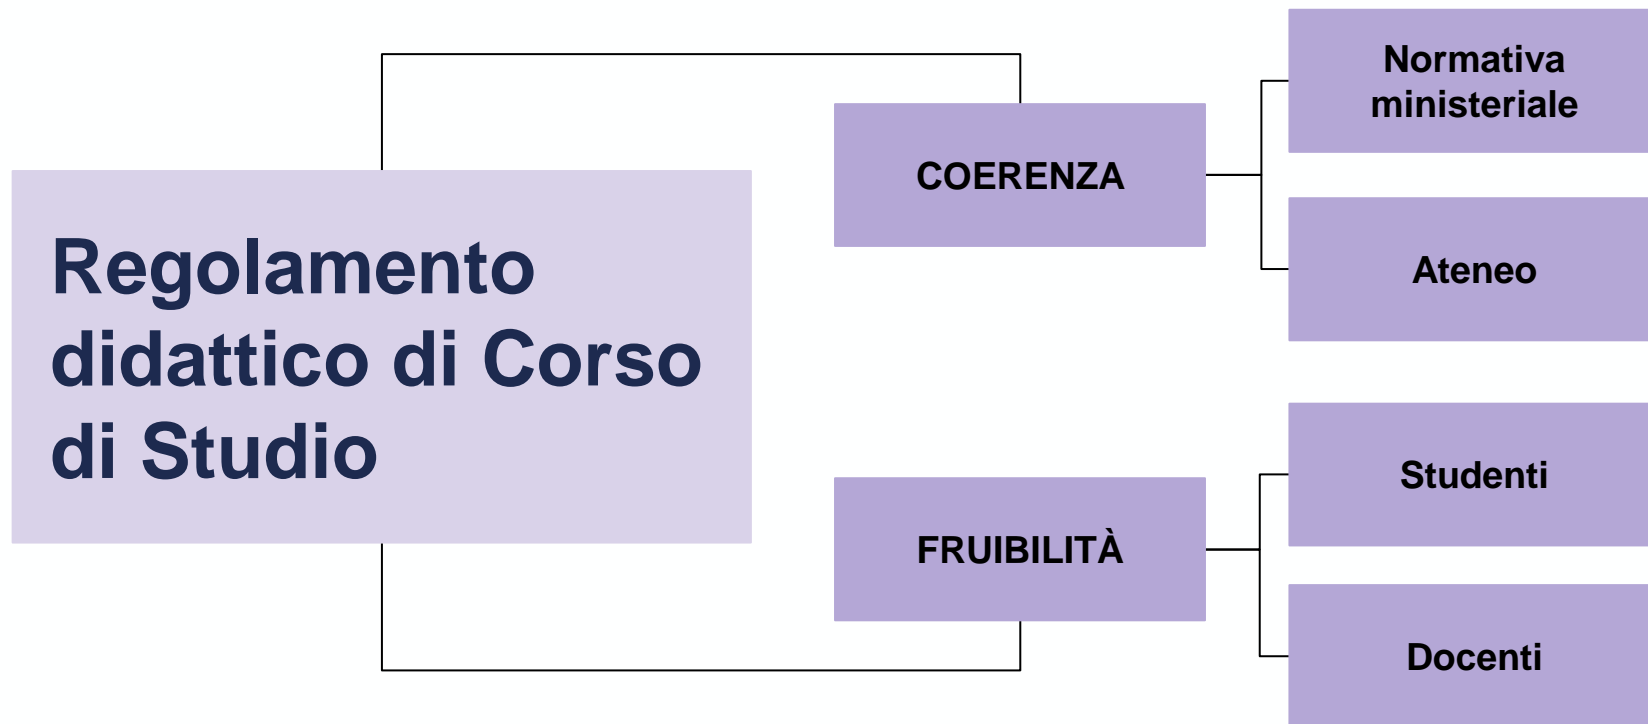 Regolamento
didattico di Corso
di Studio
COERENZA
Normativa
ministeriale
Ateneo
FRUIBILITÀ
Studenti
Docenti